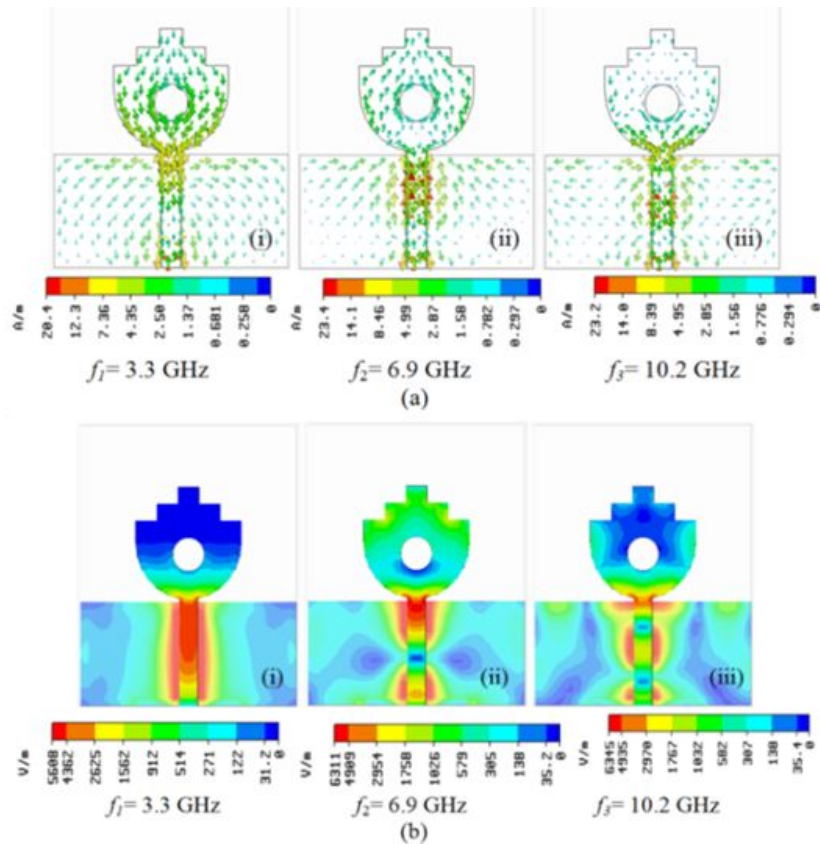 (i) (ii) (iii)
A/m 20.4 12.3 7.36 4.35 2.50 1.37 0.681 0.258 0
A/m 23.4 14.1 8.46 4.99 2.87 1.58 0.782 0.297 0
A/m 23.2 14.0 8.39 4.95 2.85 1.56 0.776 0.294 0
f1= 3.3 GHz f2= 6.9 GHz f3= 10.2 GHz
(a)
(i) (ii) (iii)
V/m 5608 4362 2625 1562 912 514 271 122 31.2 0
V/m 6311 4909 2954 1758 1026 579 305 138 35.2 0
V/m 6345 4935 2970 1767 1032 582 307 138 35.4 0
f1= 3.3 GHz f2= 6.9 GHz f3= 10.2 GHz
(b)